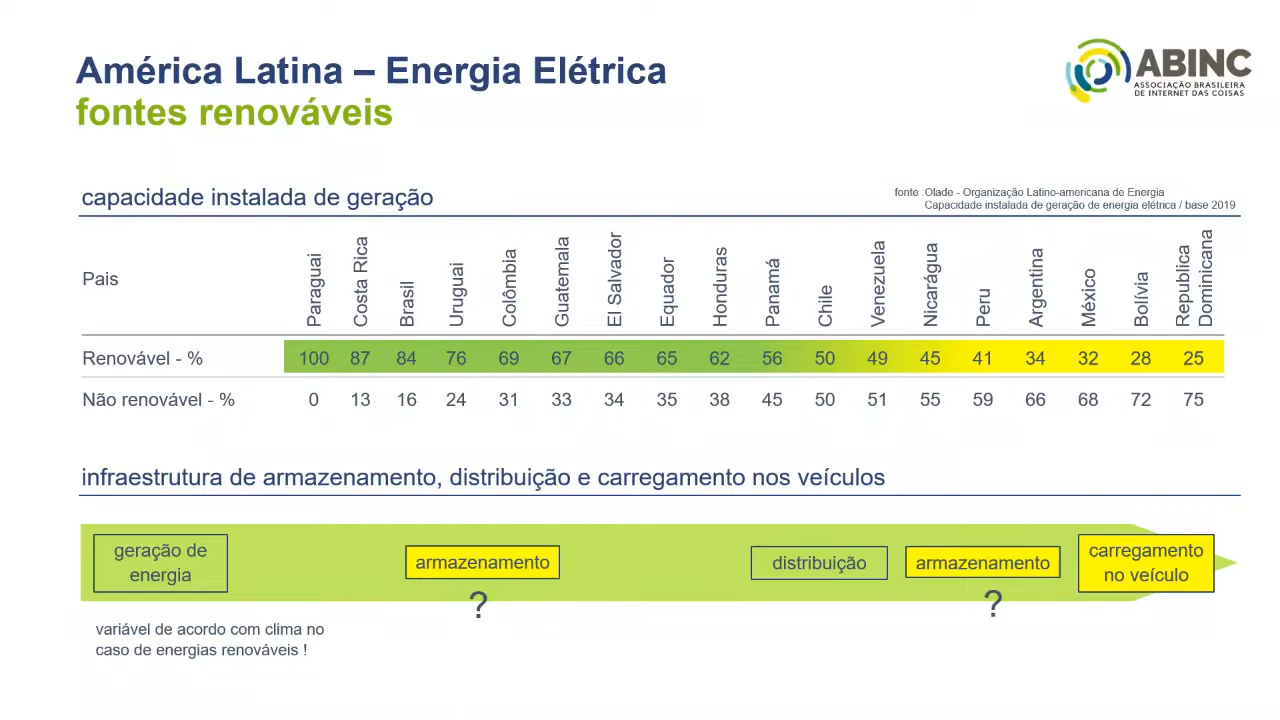 América Latina – Energia Elétrica
fontes renováveis
ABINC
ASSOCIAÇÃO BRASILEIRA
DE INTERNET DAS COISAS
capacidade instalada de geração
fonte :Olade - Organização Latino-americana de Energia
Capacidade instalada de geração de energia elétrica / base 2019
Pais Paraguai Costa Rica Brasil Uruguai Colômbia Guatemala El Salvador Equador Honduras Panamá Chile Venezuela Nicarágua Peru Argentina México Bolívia Republica Dominicana
Renovável - % 100 87 84 76 69 67 66 65 62 56 50 49 45 41 34 32 28 25
Não renovável - % 0 13 16 24 31 33 34 35 38 45 50 51 55 59 66 68 72 75
infraestrutura de armazenamento, distribuição e carregamento nos veículos
geração de
energia
armazenamento
?
distribuição
armazenamento
?
carregamento
no veículo
variável de acordo com clima no
caso de energias renováveis !